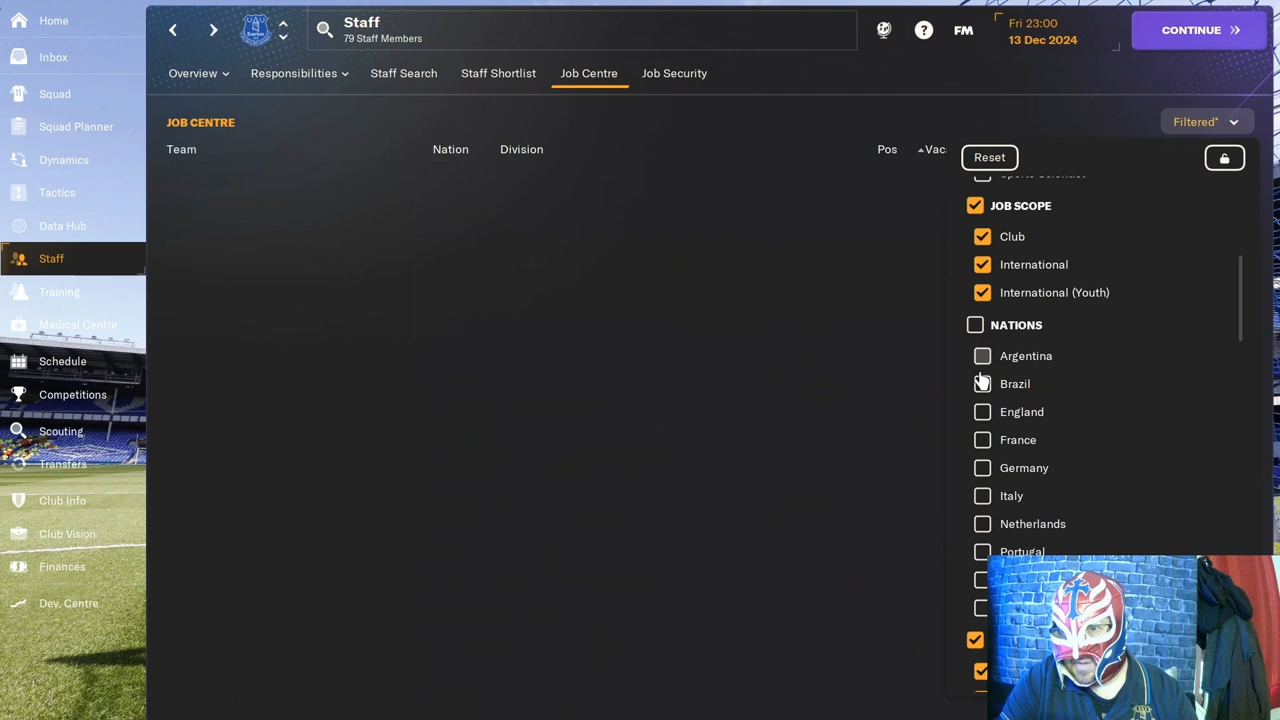 Home
Inbox
Squad
Squad Planner
Dynamics
Tactics
Data Hub
Staff
Training
Medical Centre
Schedule
Competitions
Scouting
Transfers
Club Info
Club Vision
Finances
Dev. Centre
Staff
79 Staff Members
?
FM
Fri 23:00
13 Dec 2024
CONTINUE
Overview
Responsibilities
Staff Search
Staff Shortlist
Job Centre
Job Security
JOB CENTRE
Filtered*
Team
Nation
Division
Pos
Vac
Reset
Sports Scientist
JOB SCOPE
Club
International
International (Youth)
NATIONS
Argentina
Brazil
England
France
Germany
Italy
Netherlands
Portugal